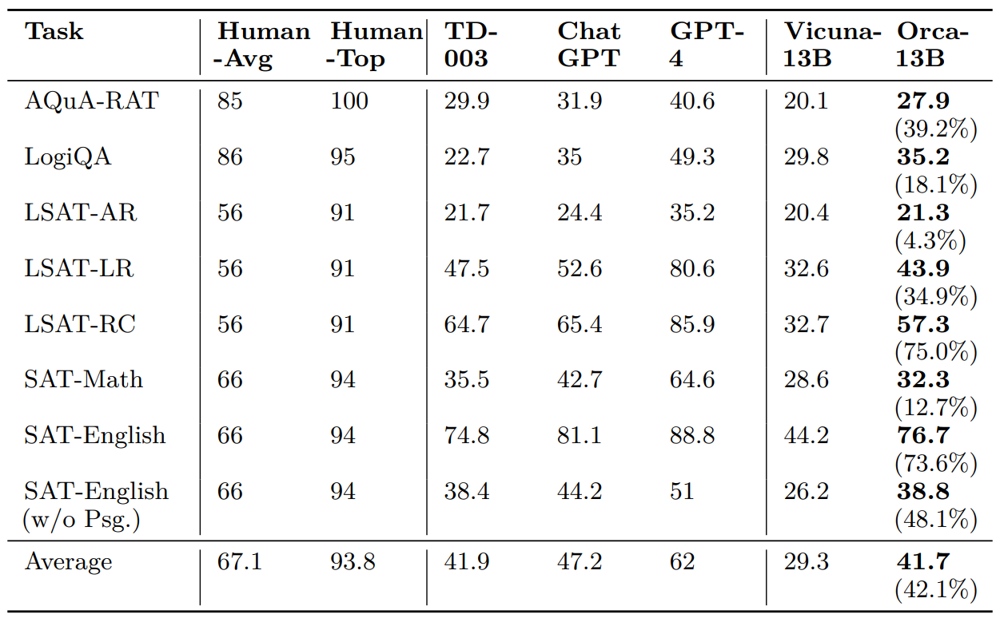 Task Human Human TD- Chat GPT- Vicuna- Orca-
-Avg -Top 003 GPT 4 13B 13B
AQuA-RAT 85 100 29.9 31.9 40.6 20.1 27.9
(39.2%)
LogiQA 86 95 22.7 35 49.3 29.8 35.2
(18.1%)
LSAT-AR 56 91 21.7 24.4 35.2 20.4 21.3
(4.3%)
LSAT-LR 56 91 47.5 52.6 80.6 32.6 43.9
(34.9%)
LSAT-RC 56 91 64.7 65.4 85.9 32.7 57.3
(75.0%)
SAT-Math 66 94 35.5 42.7 64.6 28.6 32.3
(12.7%)
SAT-English 66 94 74.8 81.1 88.8 44.2 76.7
(73.6%)
SAT-English 66 94 38.4 44.2 51 26.2 38.8
(w/o Psg.) (48.1%)
Average 67.1 93.8 41.9 47.2 62 29.3 41.7
(42.1%)